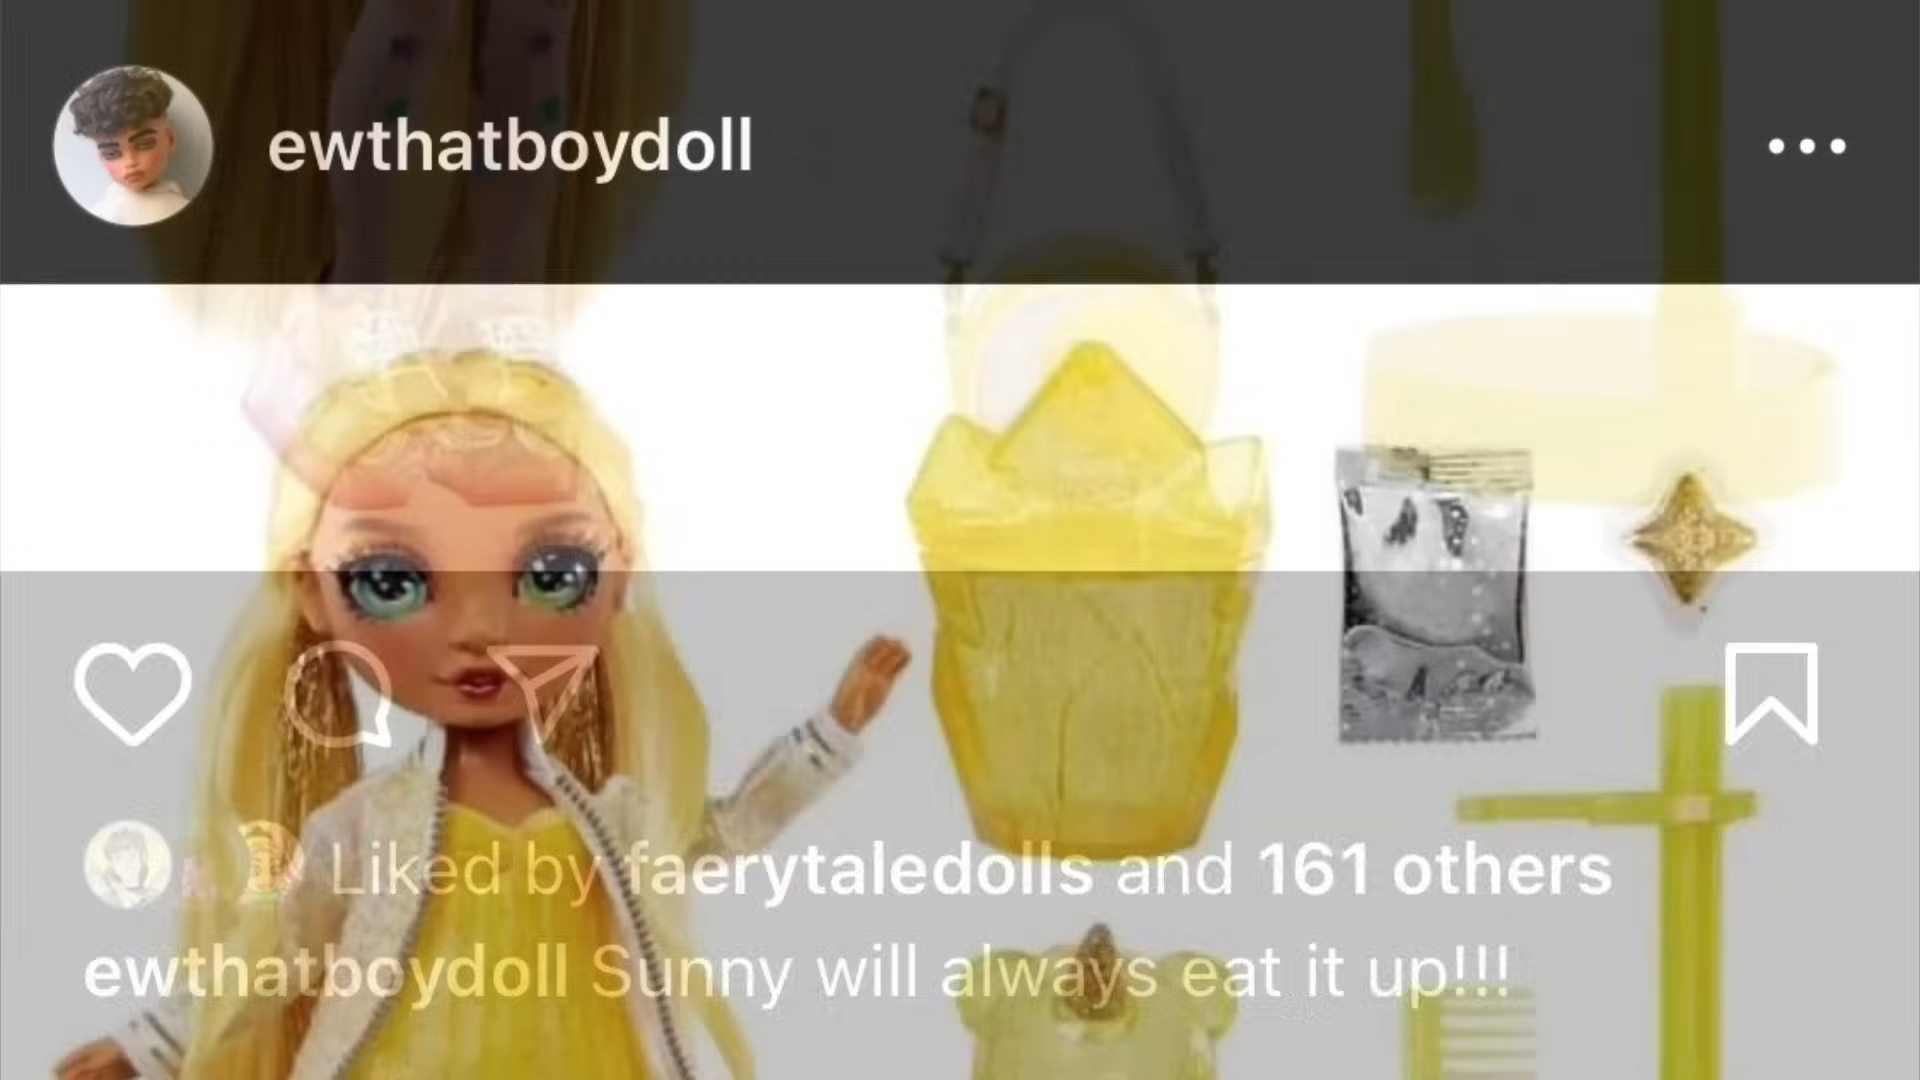 ewthatboydoll
Liked by faerytaledolls and 161 others
ewthatboydoll Sunny will always eat it up!!!